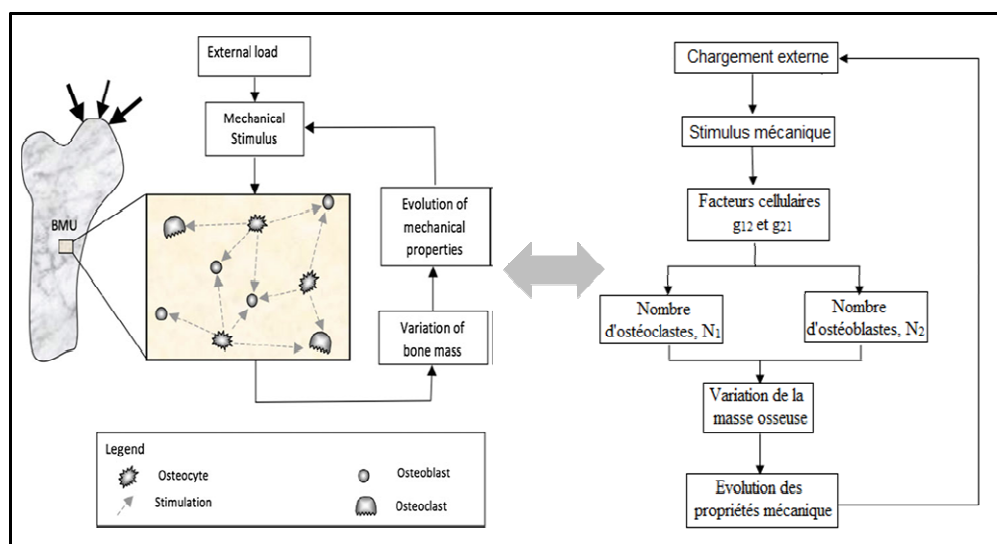 External load
Mechanical
Stimulus
BMU
Evolution of
mechanical
properties
Variation of
bone mass
Legend
Osteocyte
Stimulation
Osteoblast
Osteoclast
Chargement externe
Stimulus mécanique
Facteurs cellulaires
g12 et g21
Nombre
d'ostéoclastes, N1
Nombre
d'ostéoblastes, N2
Variation de la
masse osseuse
Evolution des
propriétés mécanique